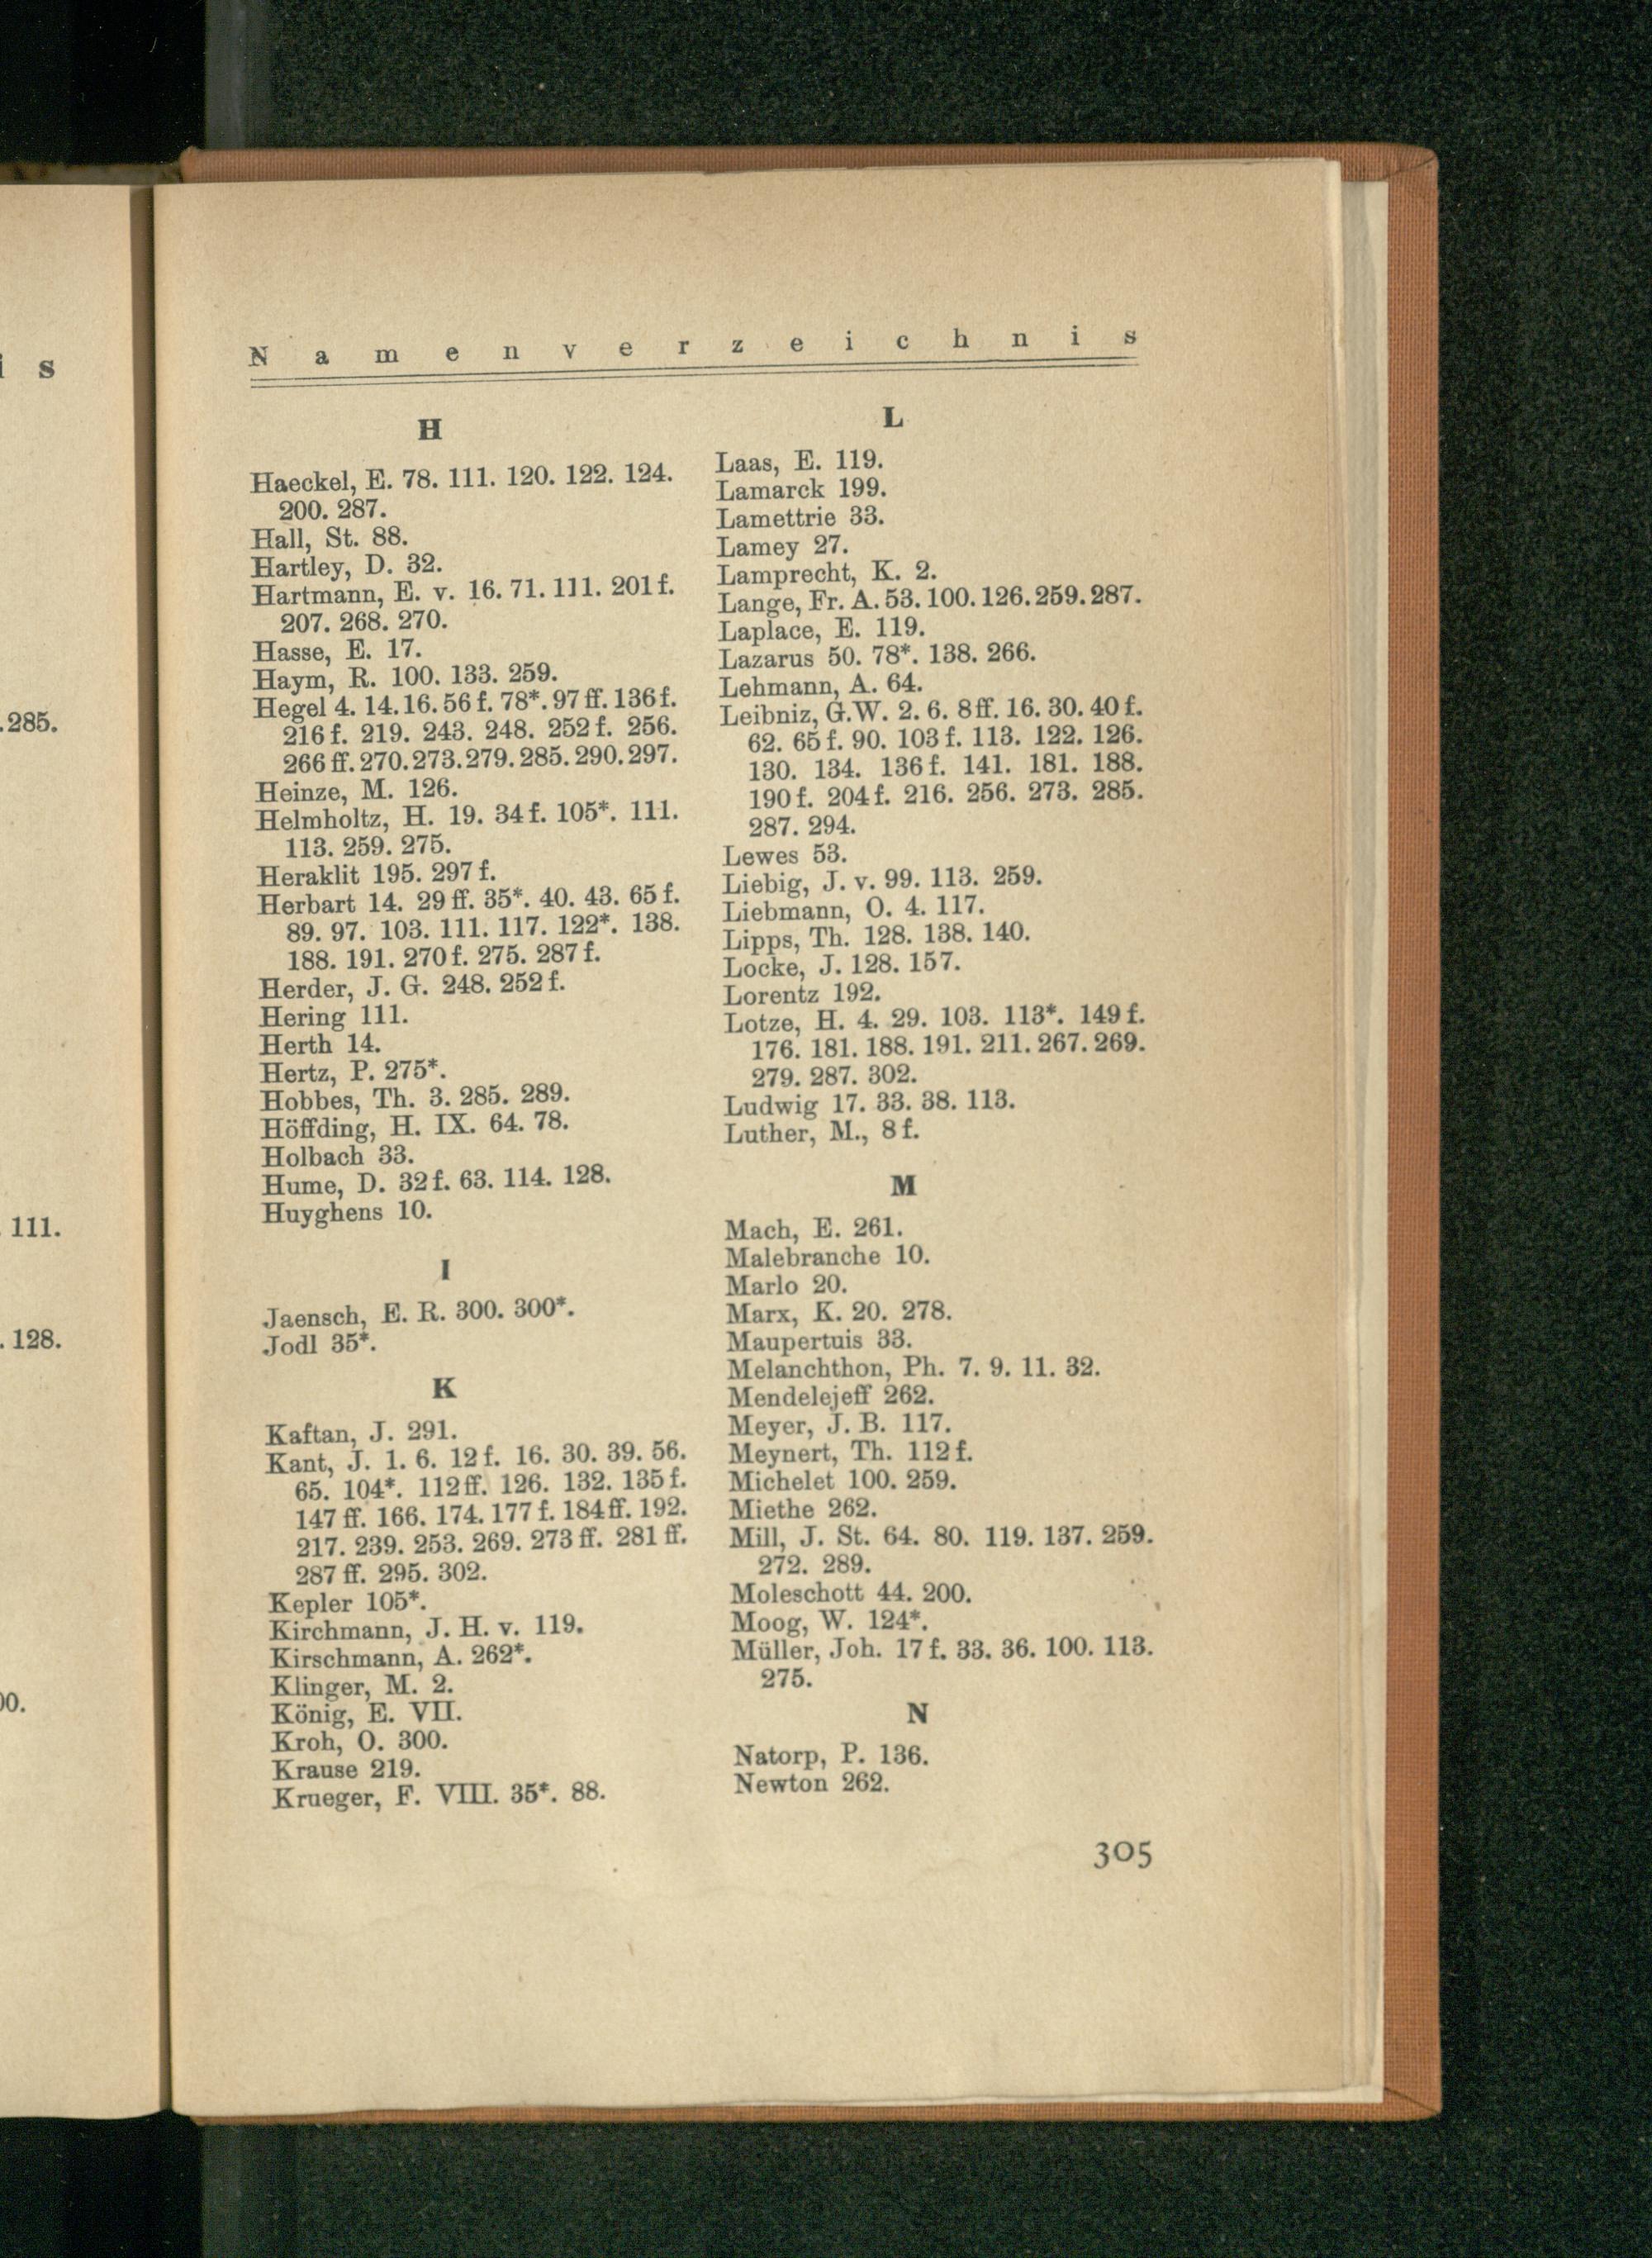 i s
.285.
111.
. 128.
00.
Namenverzeichnis
H
Haeckel, E. 78. 111. 120. 122. 124.
200. 287.
Hall, St. 88.
Hartley, D. 32.
Hartmann, E. v. 16. 71. 111. 201 f.
207. 268. 270.
Hasse, E. 17.
Haym, R. 100. 133. 259.
Hegel 4. 14. 16. 56 f. 78*. 97 ff. 136 f.
216 f. 219. 243. 248. 252 f. 256.
266 ff. 270. 273. 279. 285. 290. 297.
Heinze, M. 126.
Helmholtz, H. 19. 34 f. 105*. 111.
113. 259. 275.
Heraklit 195. 297 f.
Herbart 14. 29 ff. 35*. 40. 43. 65 f.
89. 97. 103. 111. 117. 122*. 138.
188. 191. 270 f. 275. 287 f.
Herder, J. G. 248. 252 f.
Hering 111.
Herth 14.
Hertz, P. 275*.
Hobbes, Th. 3. 285. 289.
Höffding, H. IX. 64. 78.
Holbach 33.
Hume, D. 32 f. 63. 114. 128.
Huyghens 10.
I
Jaensch, E. R. 300. 300*.
Jodl 35*.
K
Kaftan, J. 291.
Kant, J. 1. 6. 12 f. 16. 30. 39. 56.
65. 104*. 112 ff. 126. 132. 135 f.
147 ff. 166. 174. 177 f. 184 ff. 192.
217. 239. 253. 269. 273 ff. 281 ff.
287 ff. 295. 302.
Kepler 105*.
Kirchmann, J. H. v. 119.
Kirschmann, A. 262*.
Klinger, M. 2.
König, E. VII.
Kroh, O. 300.
Krause 219.
Krueger, F. VIII. 35*. 88.
L
Laas, E. 119.
Lamarck 199.
Lamettrie 33.
Lamey 27.
Lamprecht, K. 2.
Lange, Fr. A. 53. 100. 126. 259. 287.
Laplace, E. 119.
Lazarus 50. 78*. 138. 266.
Lehmann, A. 64.
Leibniz, G.W. 2. 6. 8 ff. 16. 30. 40 f.
62. 65 f. 90. 103 f. 113. 122. 126.
130. 134. 136 f. 141. 181. 188.
190 f. 204 f. 216. 256. 273. 285.
287. 294.
Lewes 53.
Liebig, J. v. 99. 113. 259.
Liebmann, O. 4. 117.
Lipps, Th. 128. 138. 140.
Locke, J. 128. 157.
Lorentz 192.
Lotze, H. 4. 29. 103. 113*. 149 f.
176. 181. 188. 191. 211. 267. 269.
279. 287. 302.
Ludwig 17. 33. 38. 113.
Luther, M., 8 f.
M
Mach, E. 261.
Malebranche 10.
Marlo 20.
Marx, K. 20. 278.
Maupertuis 33.
Melanchthon, Ph. 7. 9. 11. 32.
Mendelejeff 262.
Meyer, J. B. 117.
Meynert, Th. 112 f.
Michelet 100. 259.
Miethe 262.
Mill, J. St. 64. 80. 119. 137. 259.
272. 289.
Moleschott 44. 200.
Moog, W. 124*.
Müller, Joh. 17 f. 33. 36. 100. 113.
275.
N
Natorp, P. 136.
Newton 262.
305